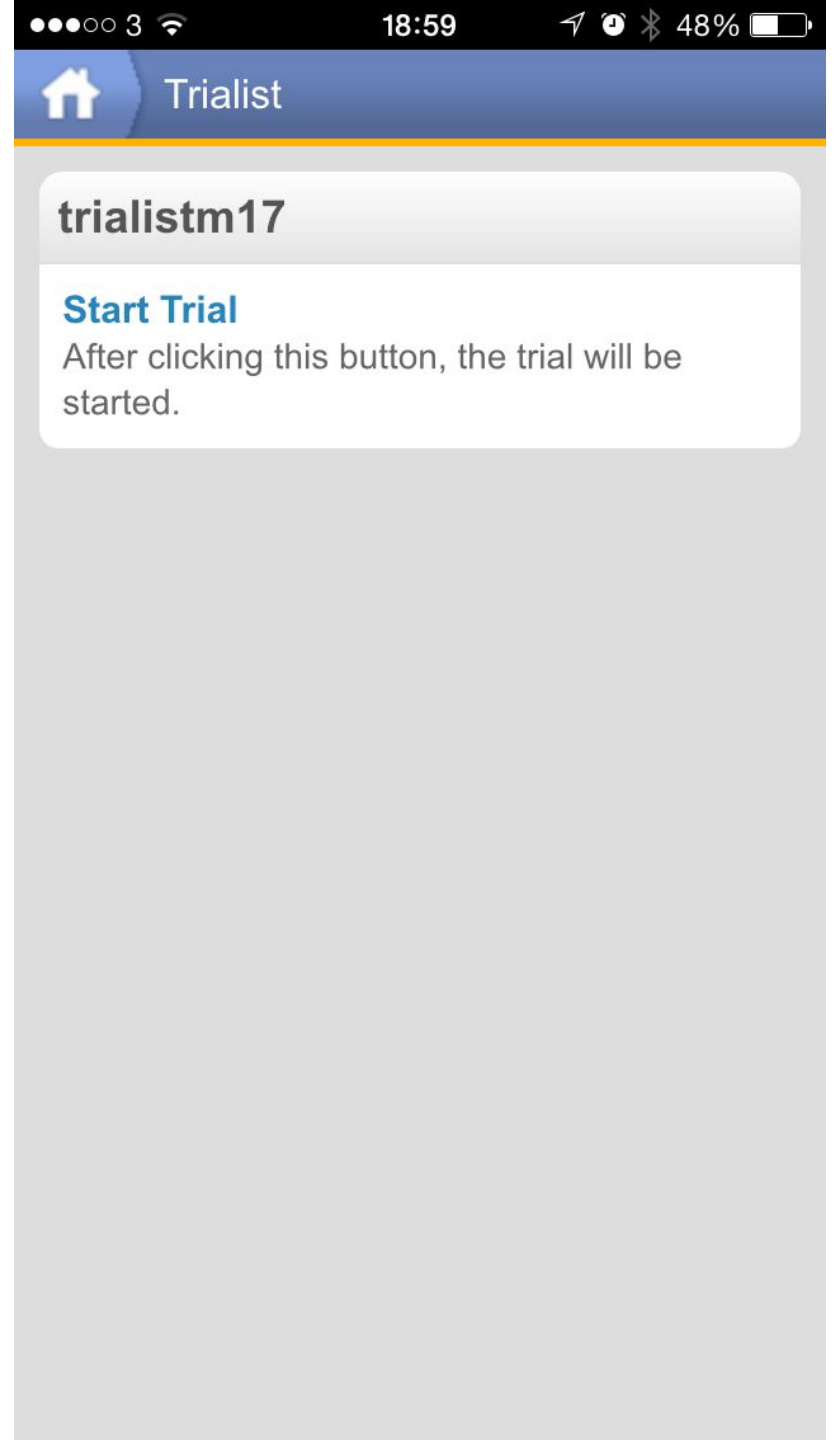 3 18:59 48%
Trialist
trialistm17
Start Trial
After clicking this button, the trial will be
started.